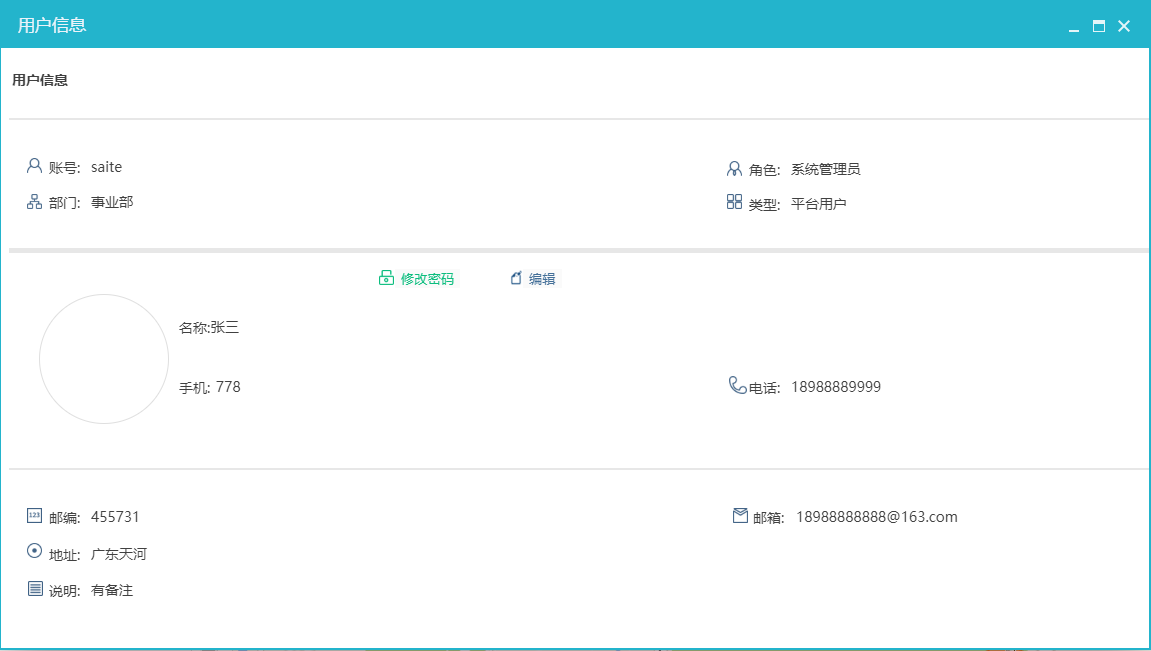 用户信息
用户信息
账号: saite
角色: 系统管理员
部门: 事业部
类型: 平台用户
修改密码 编辑
名称:张三
手机: 778
电话: 18988889999
123 邮编: 455731
邮箱: 18988888888@163.com
地址: 广东天河
说明: 有备注